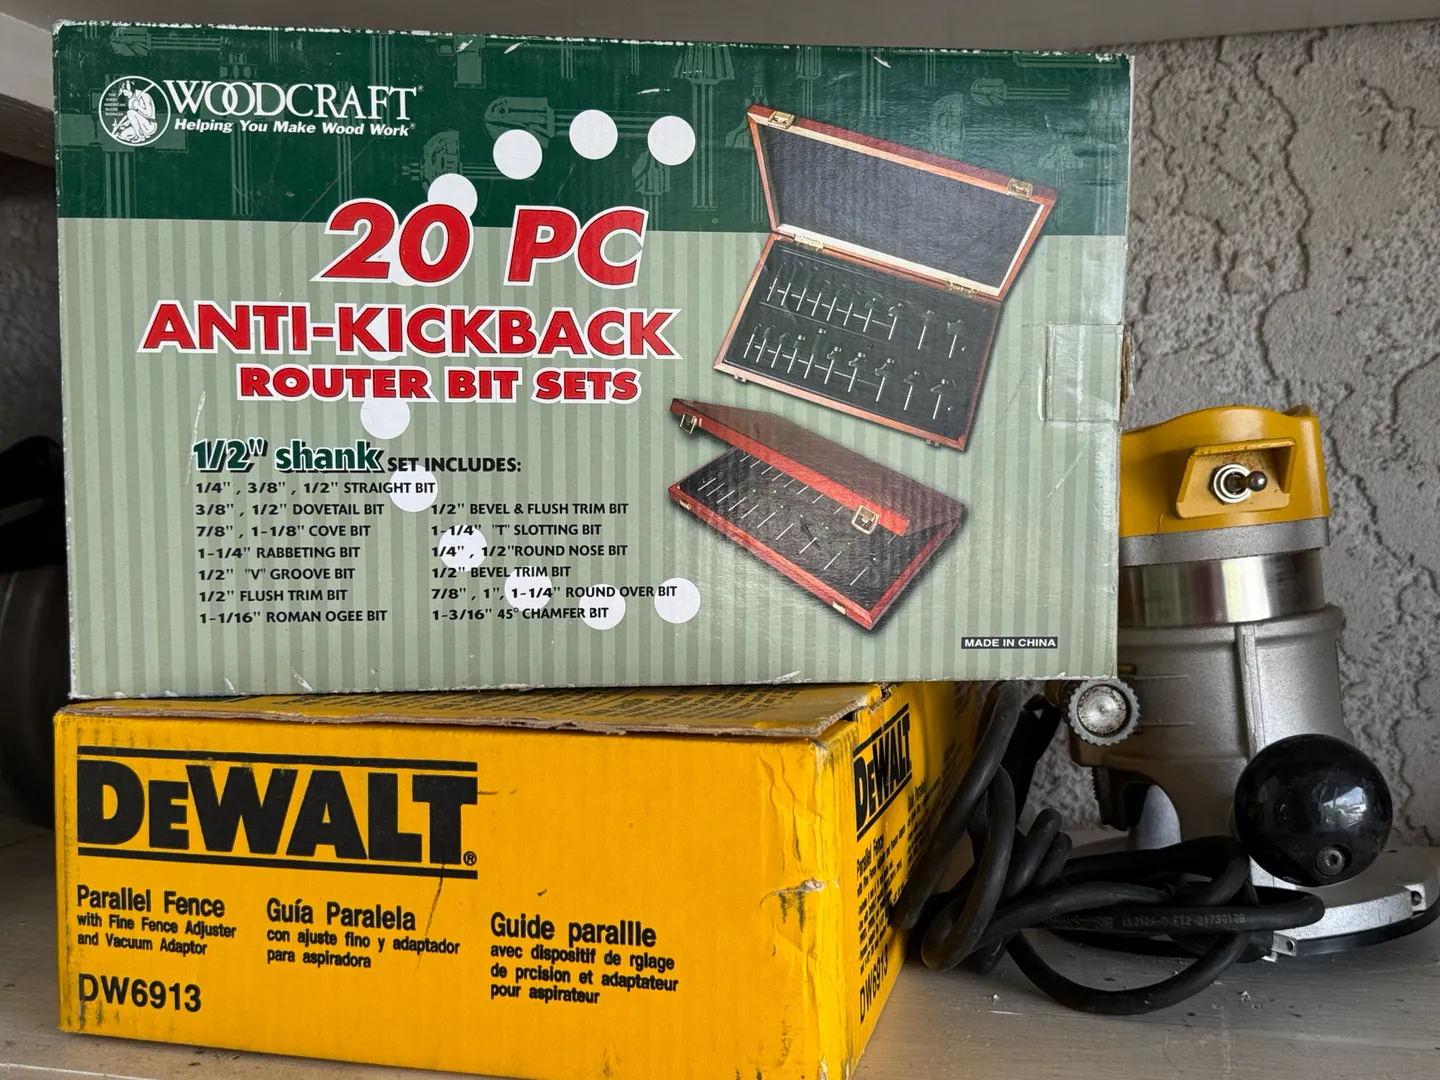 WOODCRAFT®
Helping You Make Wood Work®
20 PC
ANTI-KICKBACK
ROUTER BIT SETS
1/2" shank SET INCLUDES:
1/4" , 3/8" , 1/2" STRAIGHT BIT
3/8" , 1/2" DOVETAIL BIT
7/8" , 1-1/8" COVE BIT
1-1/4" RABBETING BIT
1/2" "V" GROOVE BIT
1/2" FLUSH TRIM BIT
1-1/16" ROMAN OGEE BIT
1/2" BEVEL & FLUSH TRIM BIT
1-1/4" "T" SLOTTING BIT
1/4" , 1/2"ROUND NOSE BIT
1/2" BEVEL TRIM BIT
7/8" , 1", 1-1/4" ROUND OVER BIT
1-3/16" 45° CHAMFER BIT
MADE IN CHINA
DEWALT®
Parallel Fence
with Fine Fence Adjuster
and Vacuum Adaptor
DW6913
Guía Paralela
con ajuste fino y adaptador
para aspiradora
Guide parallle
avec dispositif de rglage
de prcision et adaptateur
pour aspirateur
DEWALT
Parallel Fence
DW6913